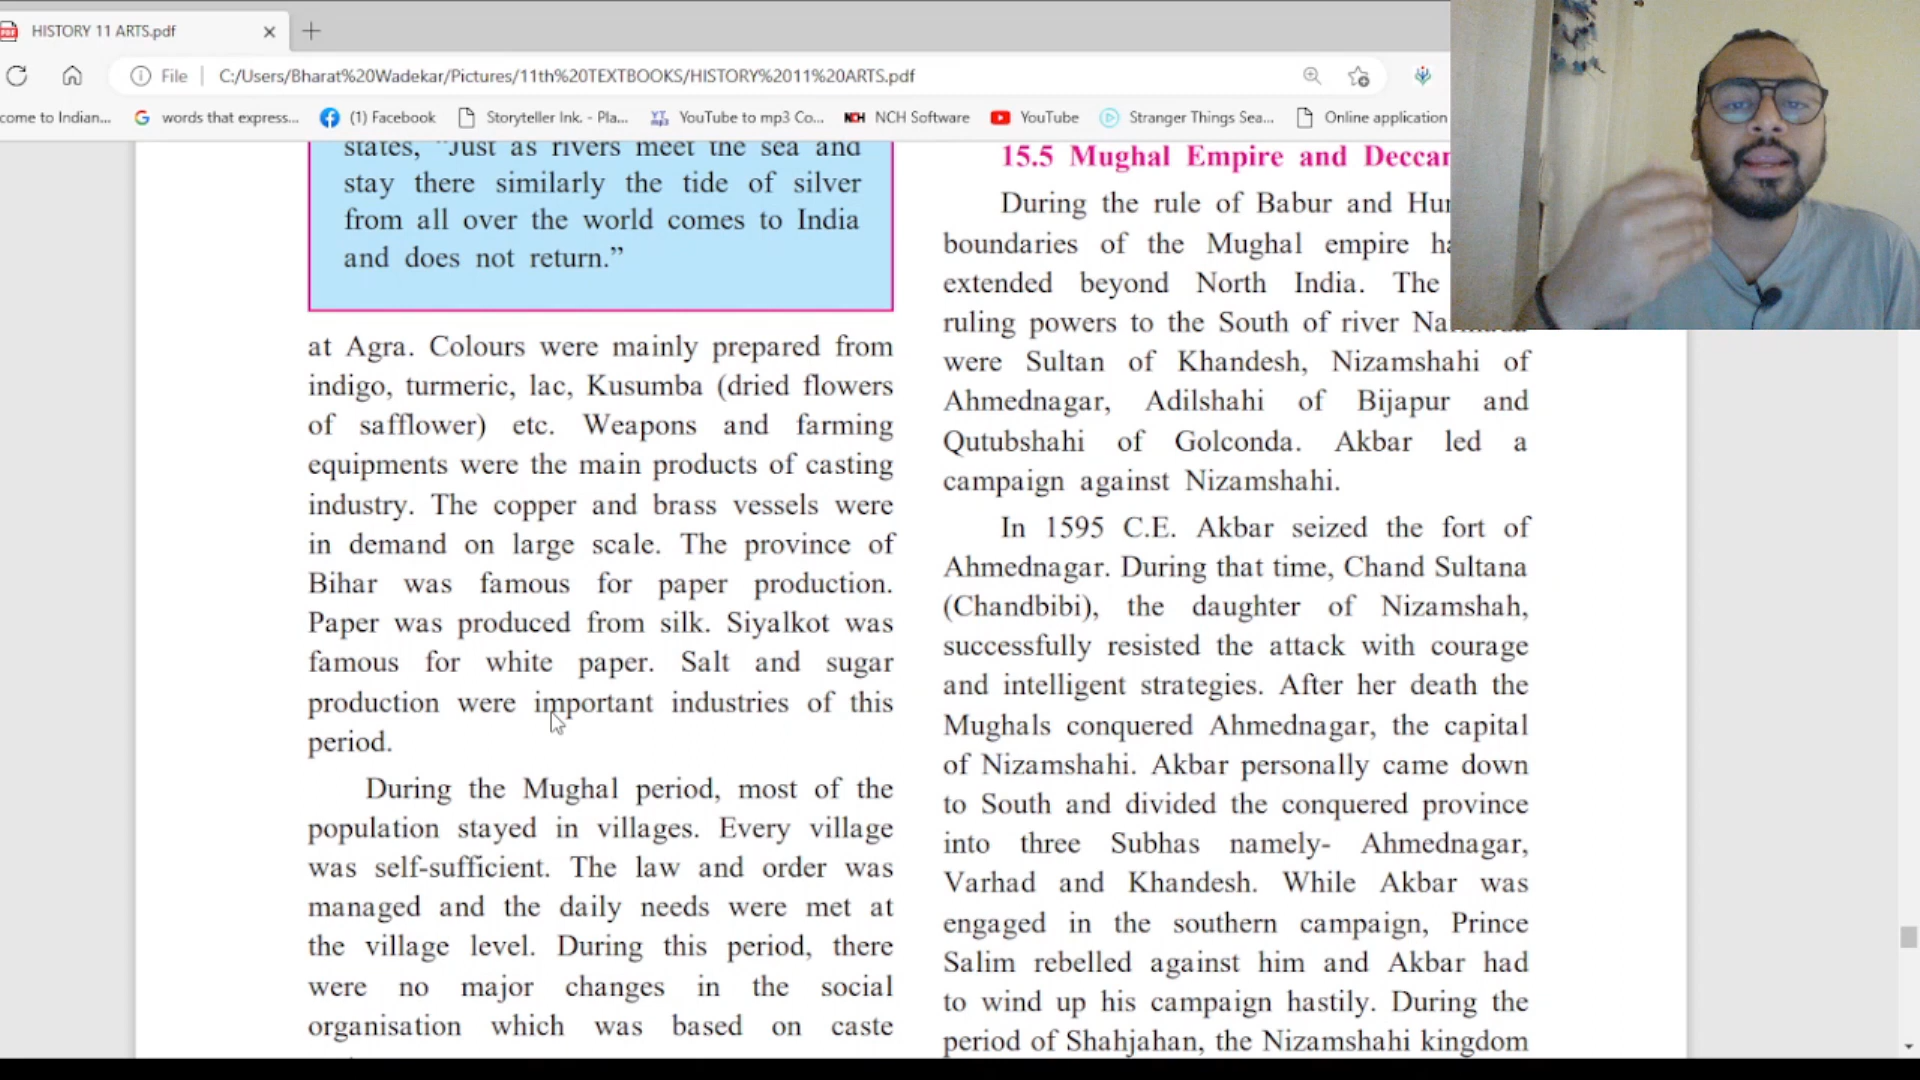 HISTORY 11 ARTS.pdf
File
C:/Users/Bharat%20Wadekar/Pictures/11th%20TEXTBOOKS/HISTORY%2011%20ARTS.pdf
come to Indian...
words that express...
(1) Facebook
Storyteller Ink. - Pla...
YouTube to mp3 Co...
NCH Software
YouTube
Stranger Things Sea...
Online application
states, "Just as rivers meet the sea and
stay there similarly the tide of silver
from all over the world comes to India
and does not return.”
at Agra. Colours were mainly prepared from
indigo, turmeric, lac, Kusumba (dried flowers
of safflower) etc. Weapons and farming
equipments were the main products of casting
industry. The copper and brass vessels were
in demand on large scale. The province of
Bihar was famous for paper production.
Paper was produced from silk. Siyalkot was
famous for white paper. Salt and sugar
production were important industries of this
period.
During the Mughal period, most of the
population stayed in villages. Every village
was self-sufficient. The law and order was
managed and the daily needs were met at
the village level. During this period, there
were no major changes in the social
organisation which was based on caste
15.5 Mughal Empire and
During the rule of Babur and
boundaries of the Mughal empire
extended beyond North India. The
ruling powers to the South of river
were Sultan of Khandesh, Nizamshahi of
Ahmednagar, Adilshahi of Bijapur and
Qutubshahi of Golconda. Akbar led a
campaign against Nizamshahi.
In 1595 C.E. Akbar seized the fort of
Ahmednagar. During that time, Chand Sultana
(Chandbibi), the daughter of Nizamshah,
successfully resisted the attack with courage
and intelligent strategies. After her death the
Mughals conquered Ahmednagar, the capital
of Nizamshahi. Akbar personally came down
to South and divided the conquered province
into three Subhas namely- Ahmednagar,
Varhad and Khandesh. While Akbar was
engaged in the southern campaign, Prince
Salim rebelled against him and Akbar had
to wind up his campaign hastily. During the
period of Shahjahan, the Nizamshahi kingdom